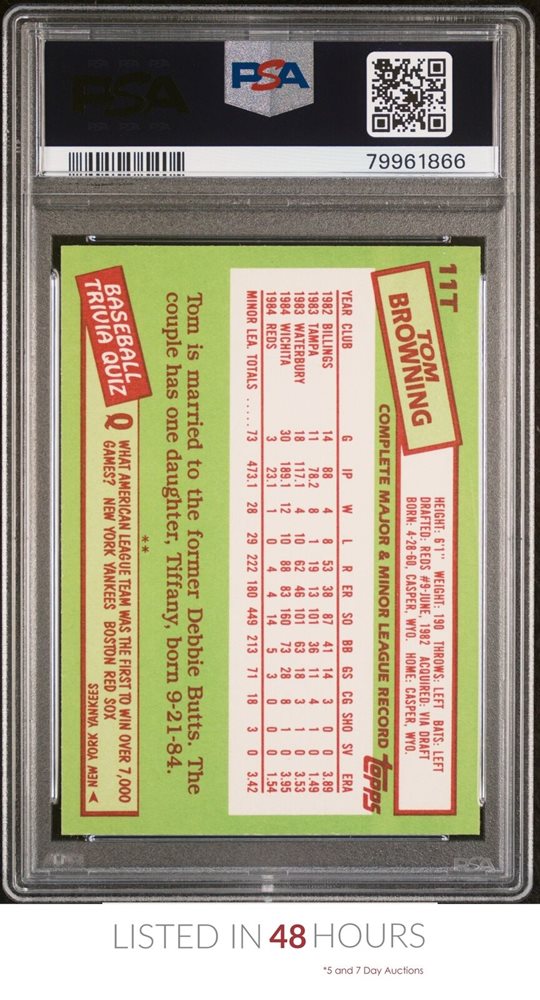 PSA
79961866
11T
TOM
BROWNING
HEIGHT: 6'1" WEIGHT: 190 THROWS: LEFT BATS: LEFT
DRAFTED: REDS #9-JUNE, 1982 ACQUIRED: VIA DRAFT
BORN: 4-28-60, CASPER, WYO. HOME: CASPER, WYO.
COMPLETE MAJOR & MINOR LEAGUE RECORD topps
YEAR CLUB G IP W L R ER SO BB GS CG SHO SV ERA
1982 BILLINGS 14 88 4 8 53 38 87 41 14 3 0 0 3.89
1983 TAMPA 11 78.2 8 1 19 13 101 36 11 4 1 0 1.49
1983 WATERBURY 18 117.1 4 10 62 46 101 63 18 3 1 0 3.53
1984 WICHITA 30 189.1 12 10 88 83 160 73 28 8 1 0 3.95
1984 REDS 3 23.1 1 0 4 4 14 5 3 0 0 0 1.54
MINOR LEA. TOTALS ...... 73 473.1 28 29 222 180 449 213 71 18 3 0 3.42
Tom is married to the former Debbie Butts. The
couple has one daughter, Tiffany, born 9-21-84.
**
BASEBALL
TRIVIA QUIZ
Q WHAT AMERICAN LEAGUE TEAM WAS THE FIRST TO WIN OVER 7,000
GAMES? NEW YORK YANKEES BOSTON RED SOX
NEW YORK YANKEES
A
PSA
LISTED IN 48 HOURS
*5 and 7 Day Auctions